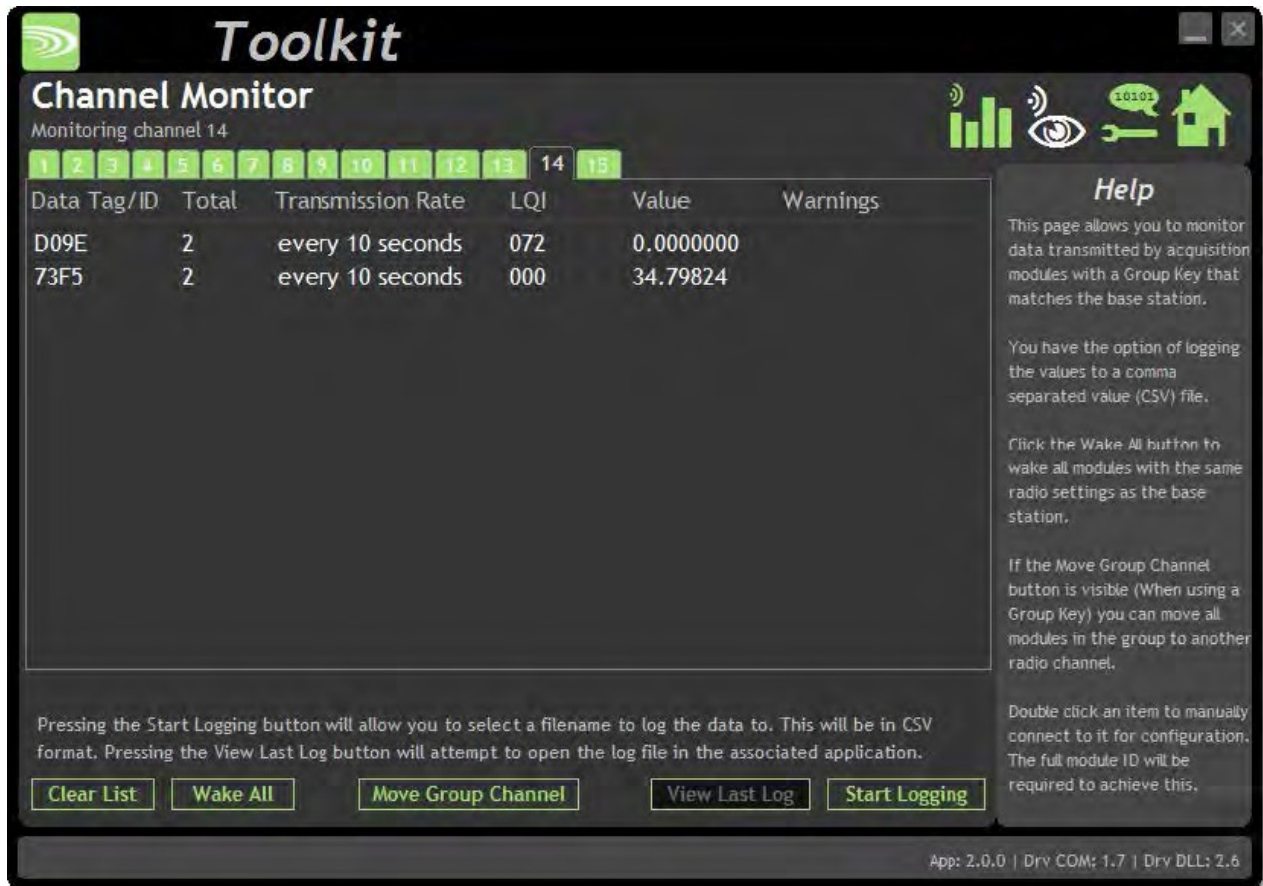 Toolkit
Channel Monitor
Monitoring channel 14
10101
1 2 3 4 5 6 7 8 9 10 11 12 13 14 15
Data Tag/ID Total Transmission Rate LQI Value Warnings
D09E 2 every 10 seconds 072 0.0000000
73F5 2 every 10 seconds 000 34.79824
Pressing the Start Logging button will allow you to select a filename to log the data to. This will be in CSV
format. Pressing the View Last Log button will attempt to open the log file in the associated application.
Clear List Wake All Move Group Channel View Last Log Start Logging
Help
This page allows you to monitor
data transmitted by acquisition
modules with a Group Key that
matches the base station.
You have the option of logging
the values to a comma
separated value (CSV) file.
Click the Wake All button to
wake all modules with the same
radio settings as the base
station.
If the Move Group Channel
button is visible (When using a
Group Key) you can move all
modules in the group to another
radio channel.
Double click an item to manually
connect to it for configuration.
The full module ID will be
required to achieve this.
App: 2.0.0 | Drv COM: 1.7 | Drv DLL: 2.6